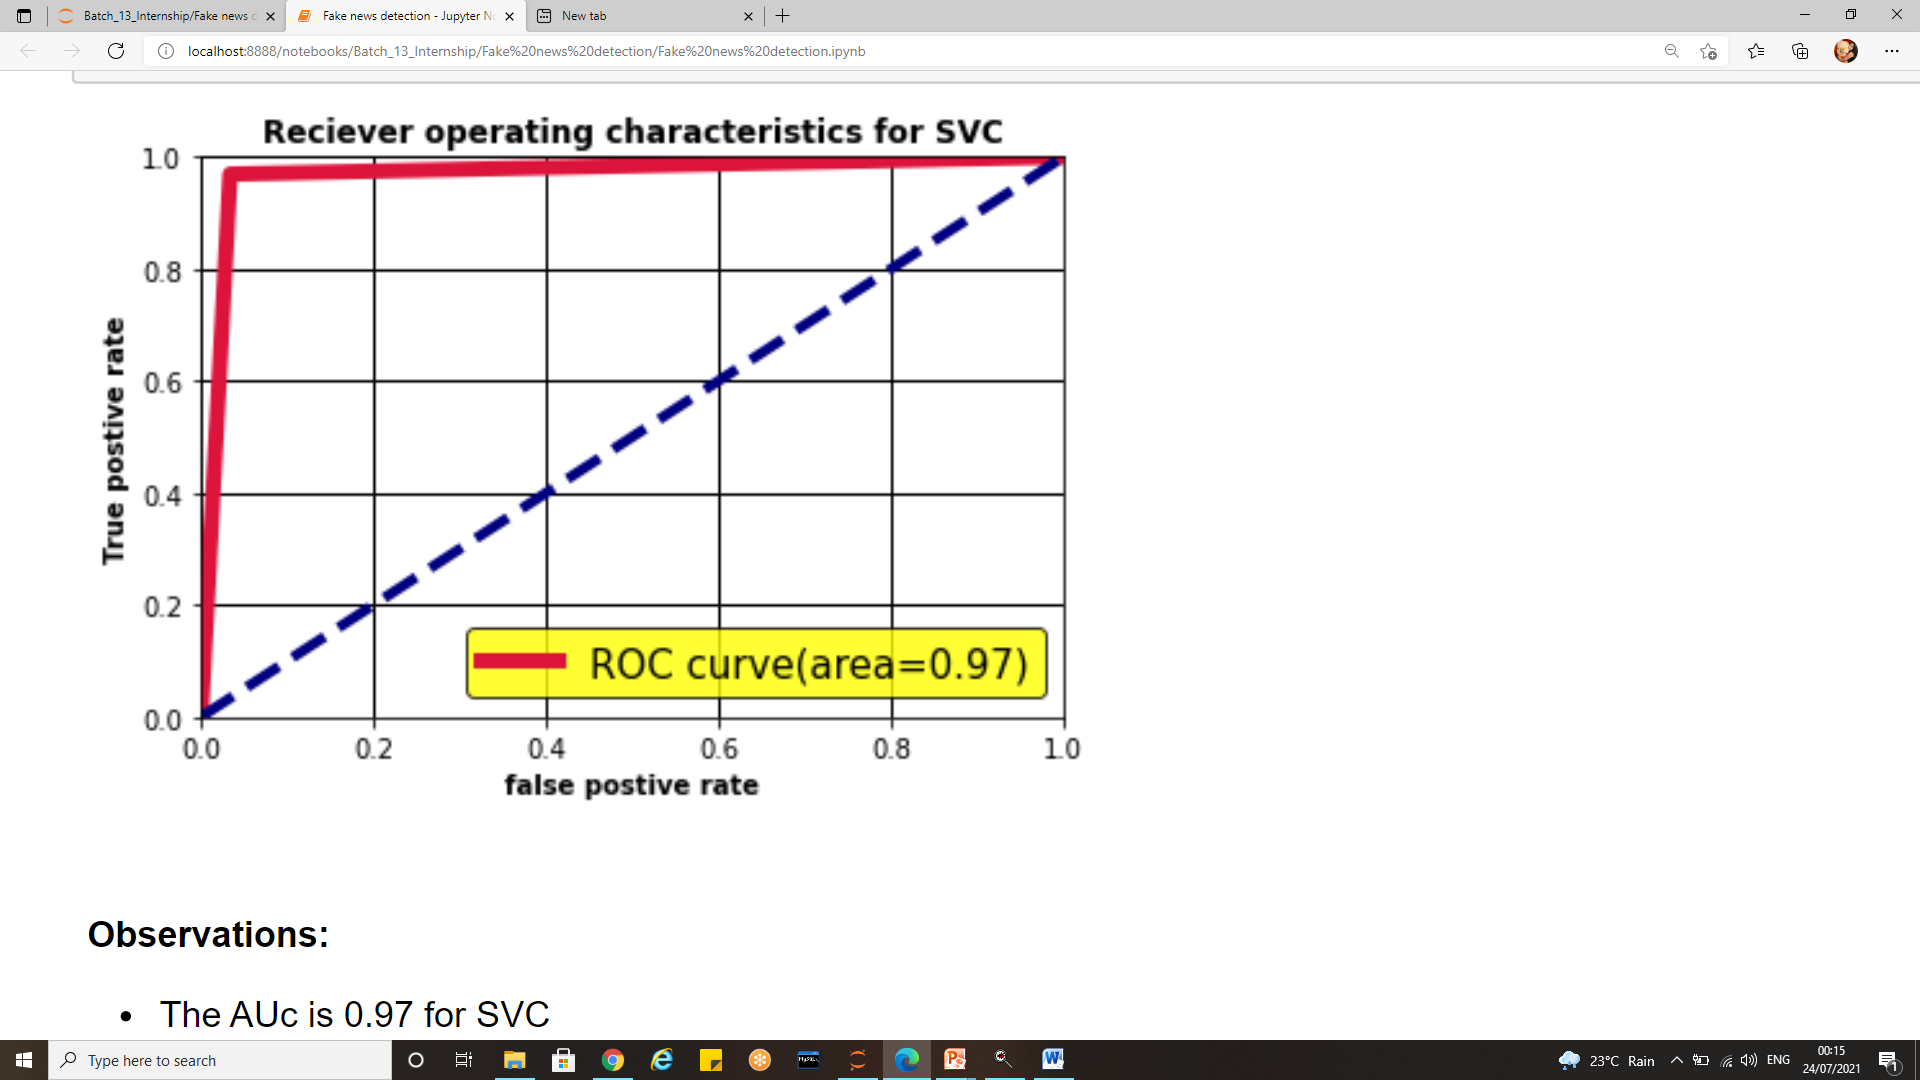 Batch_13_Internship/Fake news d
Fake news detection - Jupyter N
New tab
localhost:8888/notebooks/Batch_13_Internship/Fake%20news%20detection/Fake%20news%20detection.ipynb
Reciever operating characteristics for SVC
True postive rate
1.0
0.8
0.6
0.4
0.2
0.0
ROC curve(area=0.97)
0.0 0.2 0.4 0.6 0.8 1.0
false postive rate
Observations:
• The AUc is 0.97 for SVC
Type here to search
MySQL
23°C Rain
ENG
00:15
24/07/2021
1